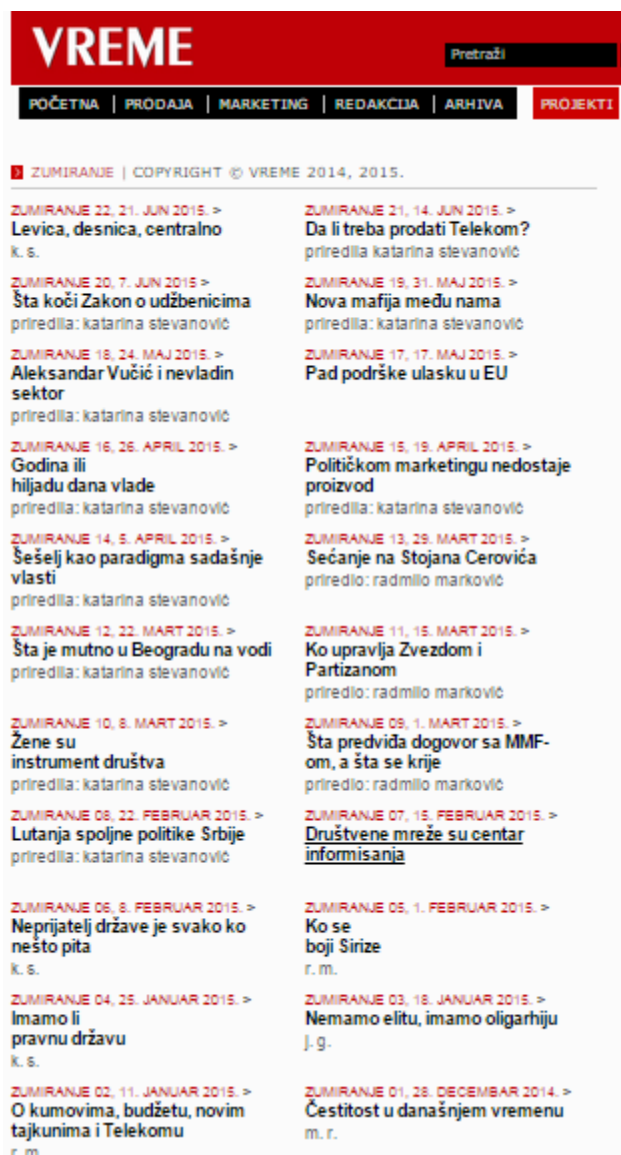 VREME
Pretraži
POČETNA | PRODAJA | MARKETING | REDAKCIJA | ARHIVA
PROJEKTI
ZUMIRANJE | COPYRIGHT © VREME 2014, 2015.
ZUMIRANJE 22, 21. JUN 2015. >
Levica, desnica, centralno
k. s.
ZUMIRANJE 21, 14. JUN 2015. >
Da li treba prodati Telekom?
priredila katarina stevanović
ZUMIRANJE 20, 7. JUN 2015 >
Šta koči Zakon o udžbenicima
priredila: katarina stevanović
ZUMIRANJE 19, 31. MAJ 2015. >
Nova mafija među nama
priredila: katarina stevanović
ZUMIRANJE 18, 24. MAJ 2015. >
Aleksandar Vučić i nevladin
sektor
priredila: katarina stevanović
ZUMIRANJE 17, 17. MAJ 2015. >
Pad podrške ulasku u EU
ZUMIRANJE 16, 26. APRIL 2015. >
Godina ili
hiljadu dana vlade
priredila: katarina stevanović
ZUMIRANJE 15, 19. APRIL 2015. >
Političkom marketingu nedostaje
proizvod
priredila: katarina stevanović
ZUMIRANJE 14, 5. APRIL 2015. >
Šešelj kao paradigma sadašnje
vlasti
priredila: katarina stevanović
ZUMIRANJE 13, 29. MART 2015. >
Sećanje na Stojana Cerovića
priredio: radmilo marković
ZUMIRANJE 12, 22. MART 2015. >
Šta je mutno u Beogradu na vodi
priredila: katarina stevanović
ZUMIRANJE 11, 15. MART 2015. >
Ko upravlja Zvezdom i
Partizanom
priredio: radmilo marković
ZUMIRANJE 10, 8. MART 2015. >
Žene su
instrument društva
priredila: katarina stevanović
ZUMIRANJE 09, 1. MART 2015. >
Šta predviđa dogovor sa MMF-
om, a šta se krije
priredio: radmilo marković
ZUMIRANJE 08, 22. FEBRUAR 2015. >
Lutanja spoljne politike Srbije
priredila: katarina stevanović
ZUMIRANJE 07, 15. FEBRUAR 2015. >
Društvene mreže su centar
informisanja
ZUMIRANJE 06, 8. FEBRUAR 2015. >
Neprijatelj države je svako ko
nešto pita
k. s.
ZUMIRANJE 05, 1. FEBRUAR 2015. >
Ko se
boji Sirize
r. m.
ZUMIRANJE 04, 25. JANUAR 2015. >
Imamo li
pravnu državu
k. s.
ZUMIRANJE 03, 18. JANUAR 2015. >
Nemamo elitu, imamo oligarhiju
j. g.
ZUMIRANJE 02, 11. JANUAR 2015. >
O kumovima, budžetu, novim
tajkunima i Telekomu
r. m.
ZUMIRANJE 01, 28. DECEMBAR 2014. >
Čestitost u današnjem vremenu
m. r.